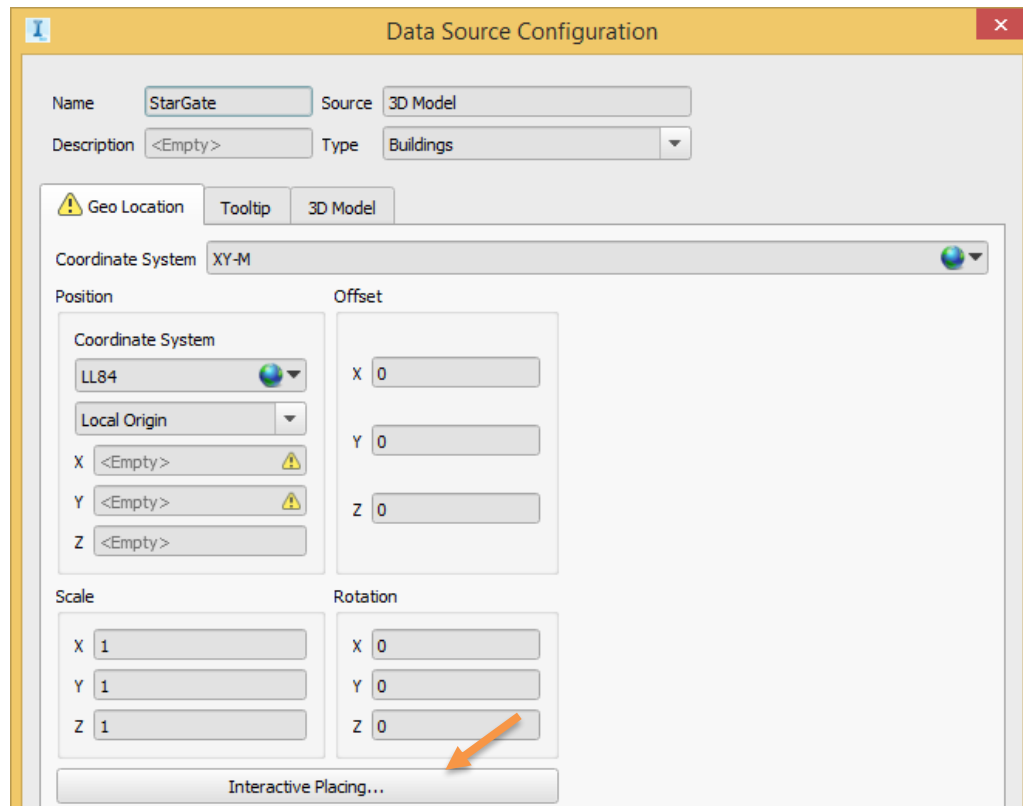 Data Source Configuration
Name StarGate Source 3D Model
Description <Empty> Type Buildings
Geo Location Tooltip 3D Model
Coordinate System XY-M
Position Offset
Coordinate System
LL84
X 0
Local Origin
Y 0
X <Empty>
Y <Empty>
Z 0
Z <Empty>
Scale Rotation
X 1 X 0
Y 1 Y 0
Z 1 Z 0
Interactive Placing...